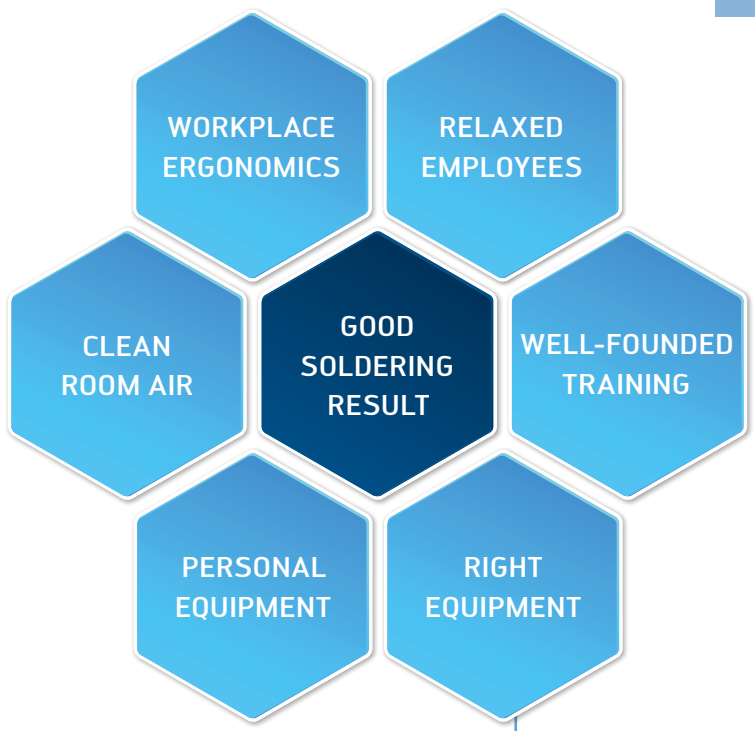 WORKPLACE
ERGONOMICS
RELAXED
EMPLOYEES
CLEAN
ROOM AIR
GOOD
SOLDERING
RESULT
WELL-FOUNDED
TRAINING
PERSONAL
EQUIPMENT
RIGHT
EQUIPMENT